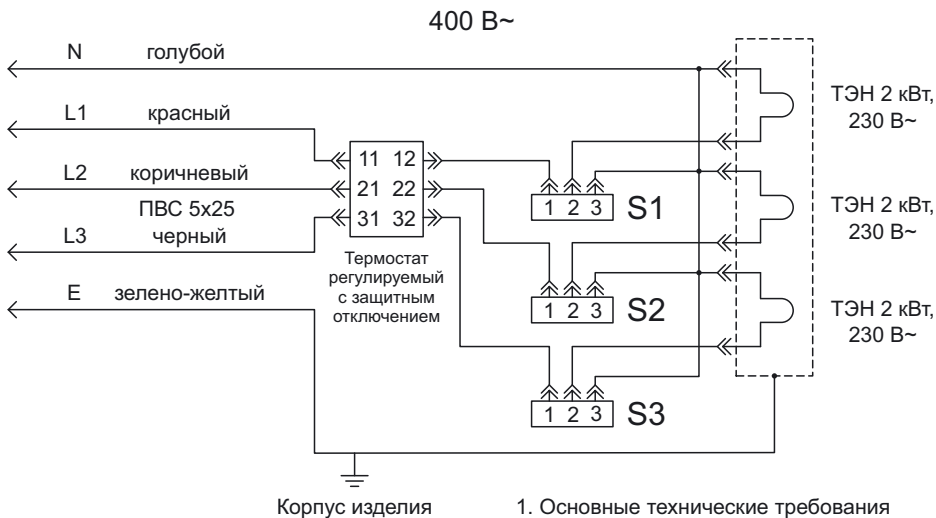 400 В~
N голубой
L1 красный
L2 коричневый
ПВС 5x25
L3 черный
E зелено-желтый
11 12
21 22
31 32
Термостат
регулируемый
с защитным
отключением
1 2 3 S1
1 2 3 S2
1 2 3 S3
ТЭН 2 кВт,
230 В~
ТЭН 2 кВт,
230 В~
ТЭН 2 кВт,
230 В~
Корпус изделия
1. Основные технические требования